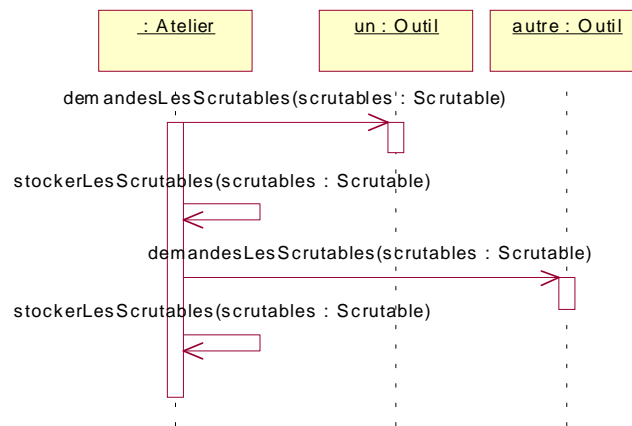 : Atelier
un : Outil
autre : Outil
demandesLesScrutables(scrutables : Scrutable)
stockerLesScrutables(scrutables : Scrutable)
demandesLesScrutables(scrutables : Scrutable)
stockerLesScrutables(scrutables : Scrutable)